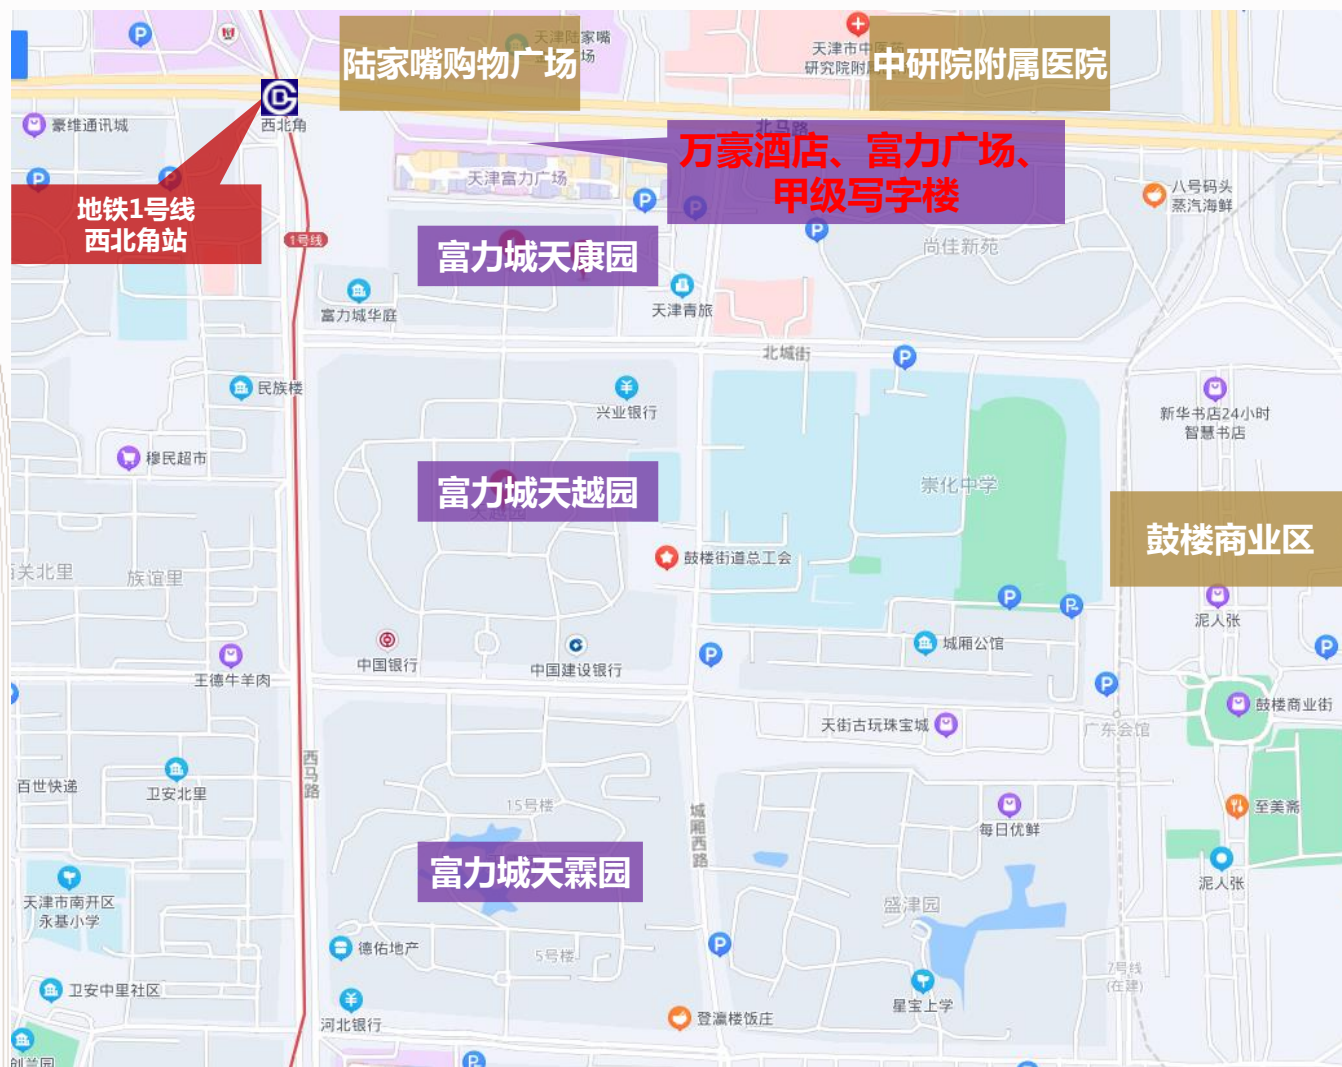 天津陆家嘴
陆家嘴购物广场
场
天津市中医药
研究院附
中研院附属医院
西北角
豪维通讯城
北马路
万豪酒店、富力广场、
甲级写字楼
天津富力广场
八号码头
蒸汽海鲜
地铁1号线
西北角站
1号线
富力城天康园
尚佳新苑
富力城华庭
天津青旅
北城街
民族楼
兴业银行
新华书店24小时
智慧书店
穆民超市
富力城天越园
崇化中学
鼓楼商业区
鼓楼街道总工会
关北里
族谊里
泥人张
城厢公馆
中国银行
中国建设银行
王德牛羊肉
鼓楼商业街
天街古玩珠宝城
广东会馆
西马路
百世快递
卫安北里
15号楼
城厢西路
每日优鲜
至美斋
富力城天霖园
泥人张
天津市南开区
永基小学
盛津园
德佑地产
5号楼
7号线
(在建)
卫安中里社区
星宝上学
河北银行
登瀛楼饭庄
创兰园